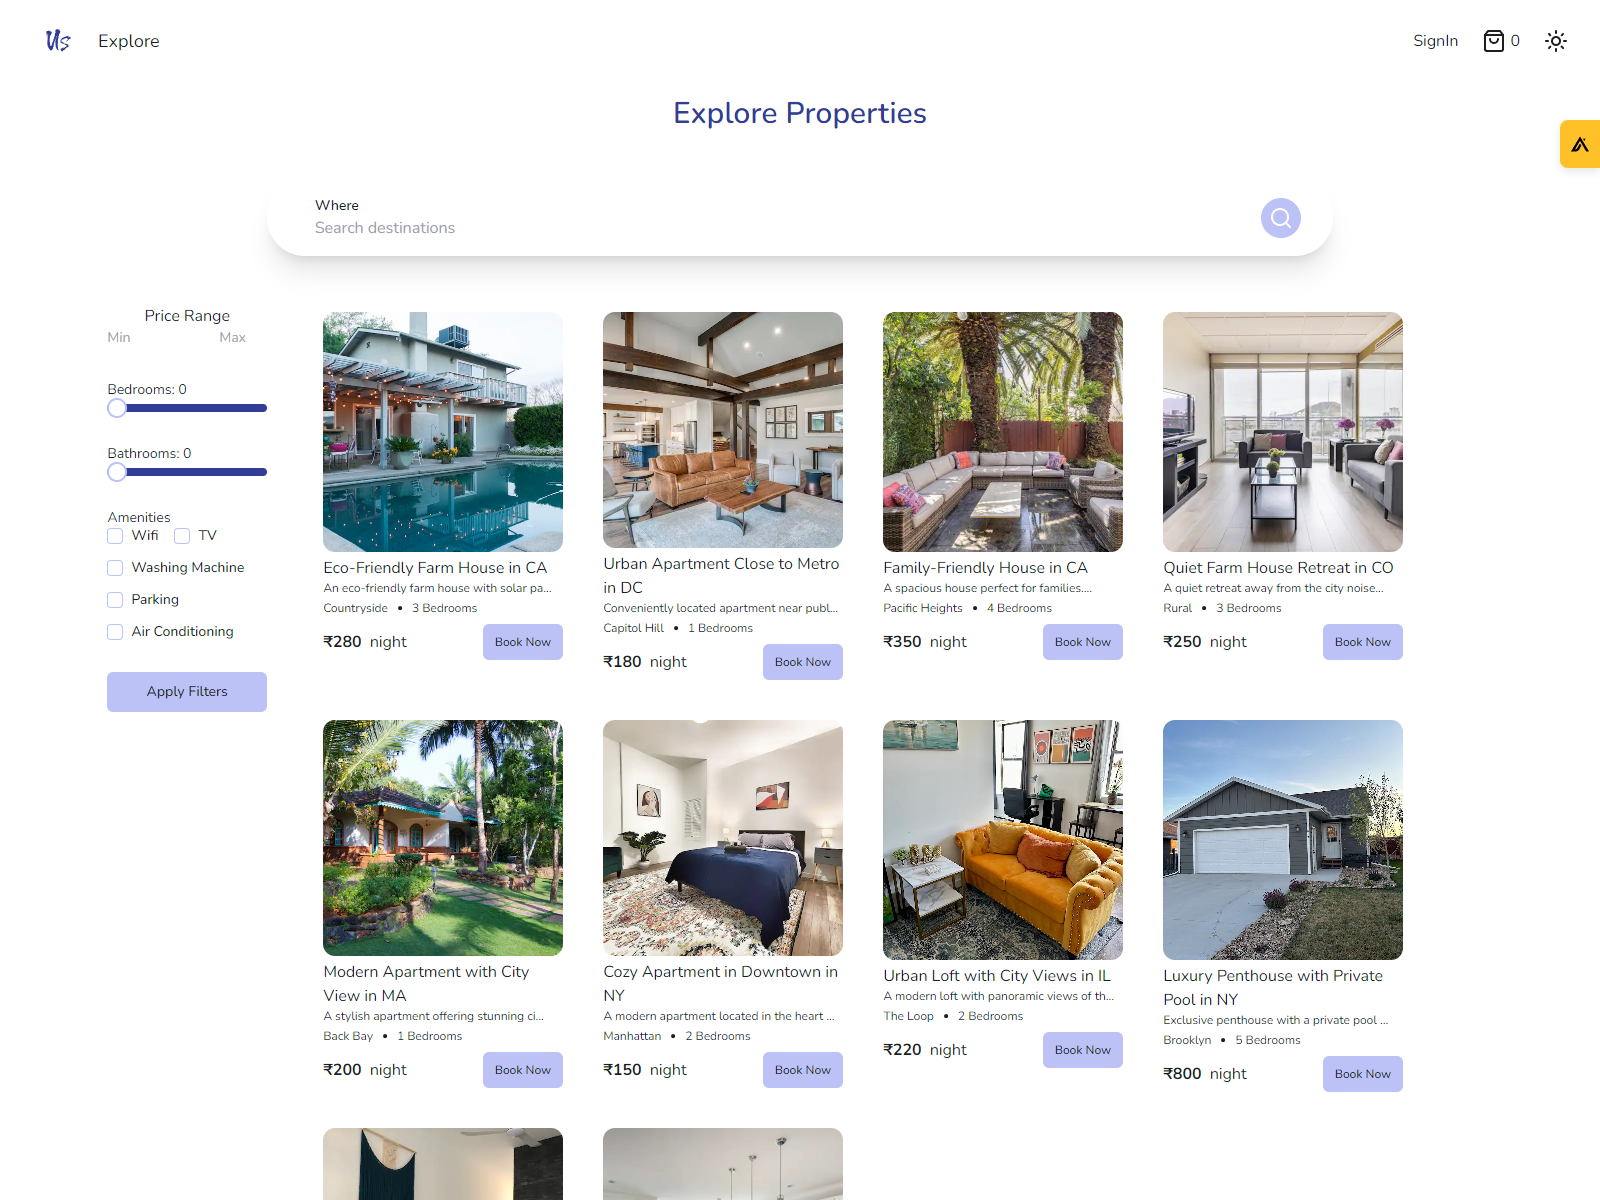 Us Explore SignIn 0
Explore Properties
Where
Search destinations
Price Range
Min Max
Bedrooms: 0
Bathrooms: 0
Amenities
Wifi TV
Washing Machine
Parking
Air Conditioning
Apply Filters
Eco-Friendly Farm House in CA
An eco-friendly farm house with solar pa...
Countryside • 3 Bedrooms
₹280 night Book Now
Urban Apartment Close to Metro
in DC
Conveniently located apartment near publ...
Capitol Hill • 1 Bedrooms
₹180 night Book Now
Family-Friendly House in CA
A spacious house perfect for families....
Pacific Heights • 4 Bedrooms
₹350 night Book Now
Quiet Farm House Retreat in CO
A quiet retreat away from the city noise...
Rural • 3 Bedrooms
₹250 night Book Now
Modern Apartment with City
View in MA
A stylish apartment offering stunning ci...
Back Bay • 1 Bedrooms
₹200 night Book Now
Cozy Apartment in Downtown in
NY
A modern apartment located in the heart ...
Manhattan • 2 Bedrooms
₹150 night Book Now
Urban Loft with City Views in IL
A modern loft with panoramic views of th...
The Loop • 2 Bedrooms
₹220 night Book Now
Luxury Penthouse with Private
Pool in NY
Exclusive penthouse with a private pool ...
Brooklyn • 5 Bedrooms
₹800 night Book Now